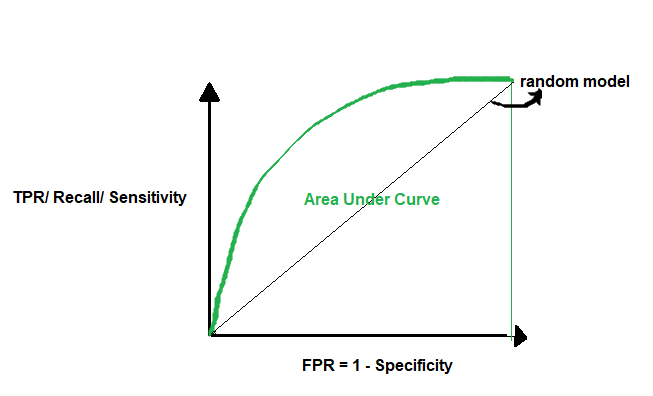 random model
TPR/ Recall/ Sensitivity
Area Under Curve
FPR = 1 - Specificity